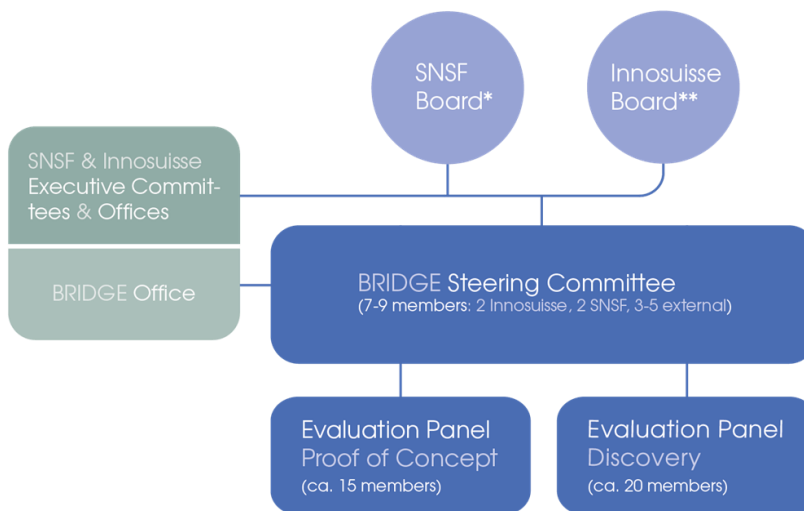 SNSF
Board*
Innosuisse
Board**
SNSF & Innosuisse
Executive Commit-
tees & Offices
BRIDGE Office
BRIDGE Steering Committee
(7-9 members: 2 Innosuisse, 2 SNSF, 3-5 external)
Evaluation Panel
Proof of Concept
(ca. 15 members)
Evaluation Panel
Discovery
(ca. 20 members)